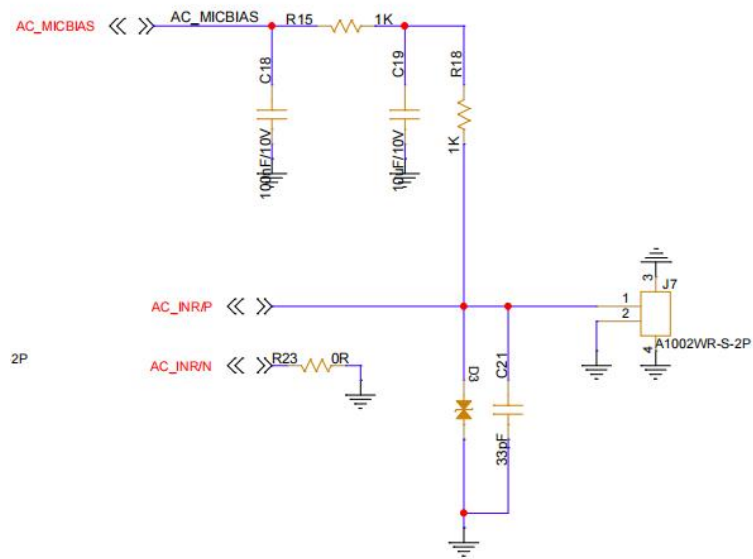 AC_MICBIAS
AC_MICBIAS
R15
1K
C18
100nF/10V
C19
10uF/10V
R18
1K
AC_INR/P
3
J7
1
2
A1002WR-S-2P
4
2P
AC_INR/N
R23
0R
D3
C21
33pF